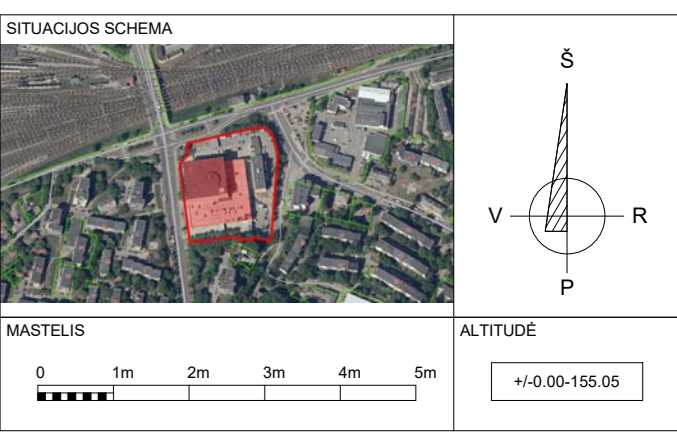 SITUACIJOS SCHEMA
Š
V R
P
MASTELIS
0 1m 2m 3m 4m 5m
ALTITUDĖ
+/-0.00-155.05